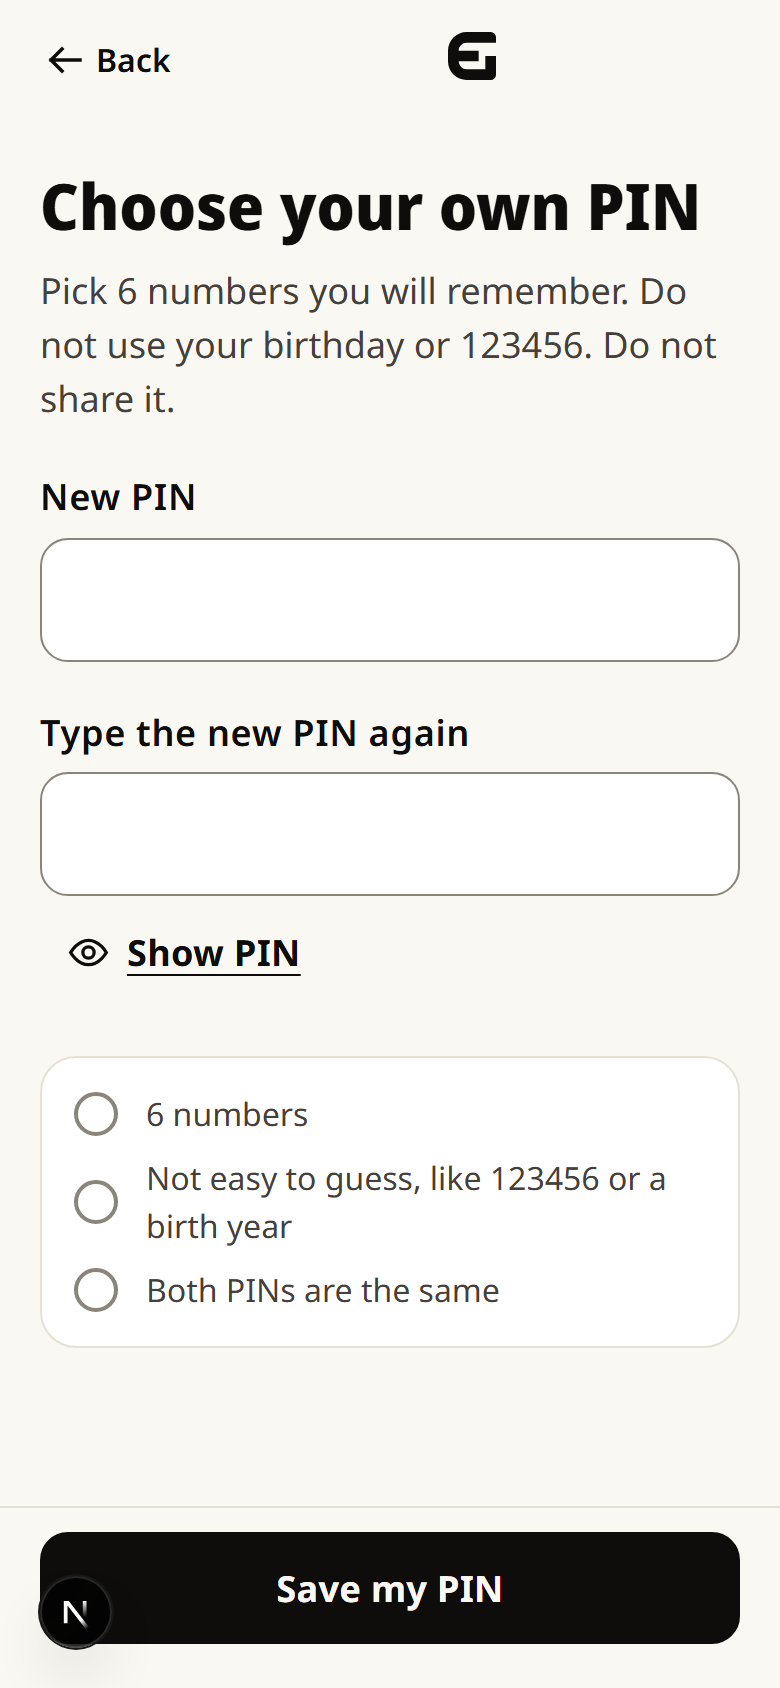 Back
Choose your own PIN
Pick 6 numbers you will remember. Do
not use your birthday or 123456. Do not
share it.
New PIN
Type the new PIN again
Show PIN
6 numbers
Not easy to guess, like 123456 or a
birth year
Both PINs are the same
Save my PIN
N